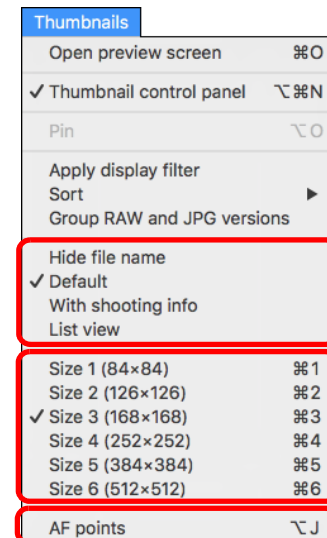 Thumbnails
Open preview screen ⌘O
✓ Thumbnail control panel ⌥⌘N
Pin ⌥O
Apply display filter
Sort ▶
Group RAW and JPG versions
Hide file name
✓ Default
With shooting info
List view
Size 1 (84×84) ⌘1
Size 2 (126×126) ⌘2
✓ Size 3 (168×168) ⌘3
Size 4 (252×252) ⌘4
Size 5 (384×384) ⌘5
Size 6 (512×512) ⌘6
AF points ⌥J